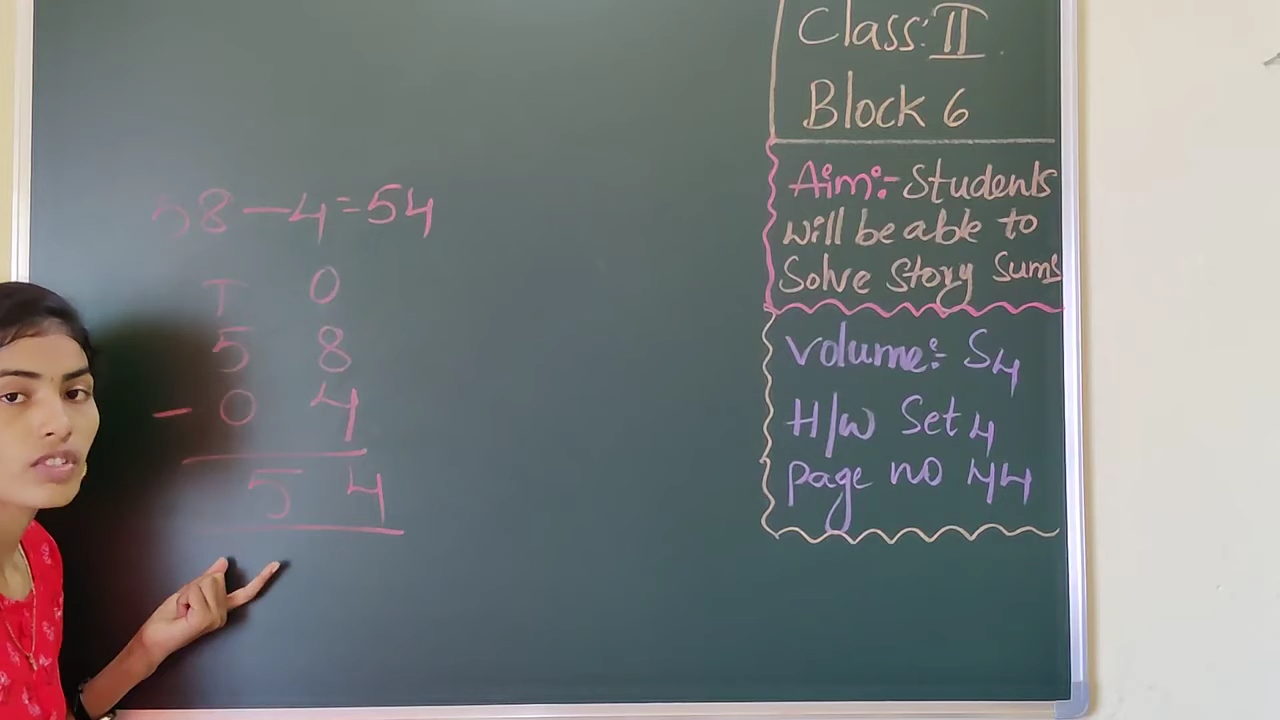 58-4=54
T O
5 8
- 0 4
5 4
Class: II.
Block 6
Aim:- Students
will be able to
Solve Story Sums
Volume:- S4
H/W Set 4
Page no 44